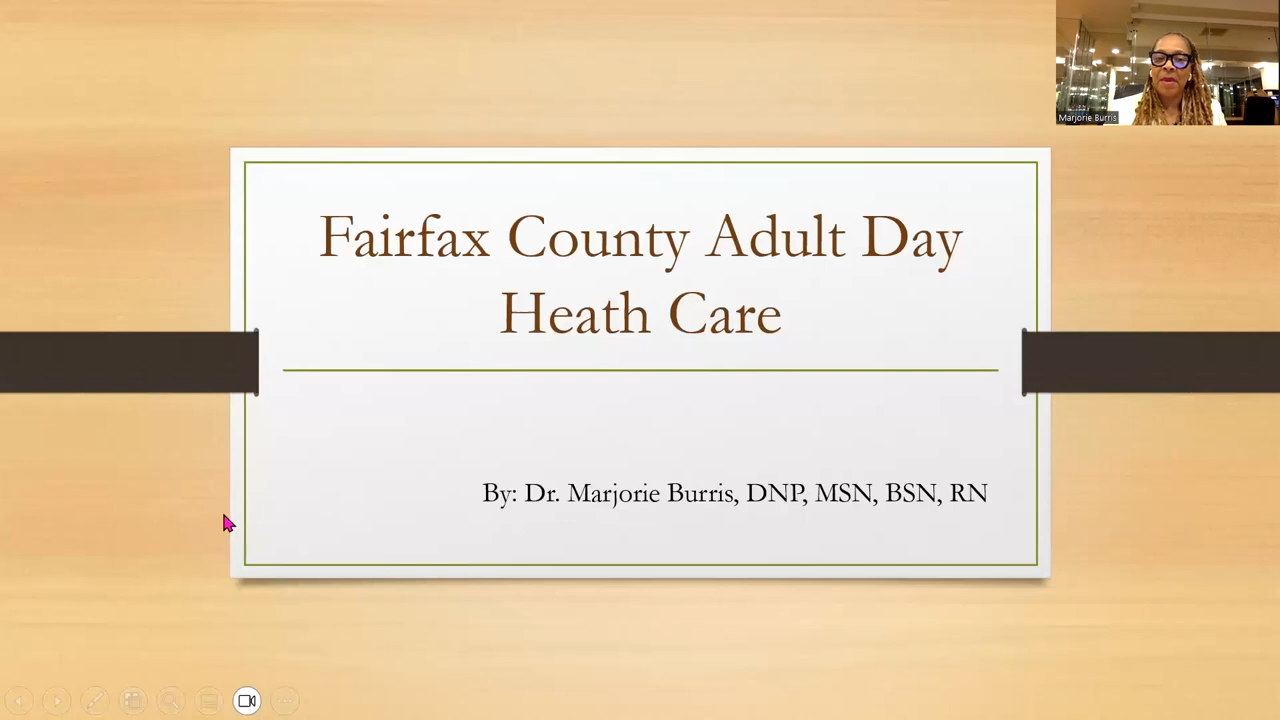 Marjorie Burris
Fairfax County Adult Day
Heath Care
By: Dr. Marjorie Burris, DNP, MSN, BSN, RN